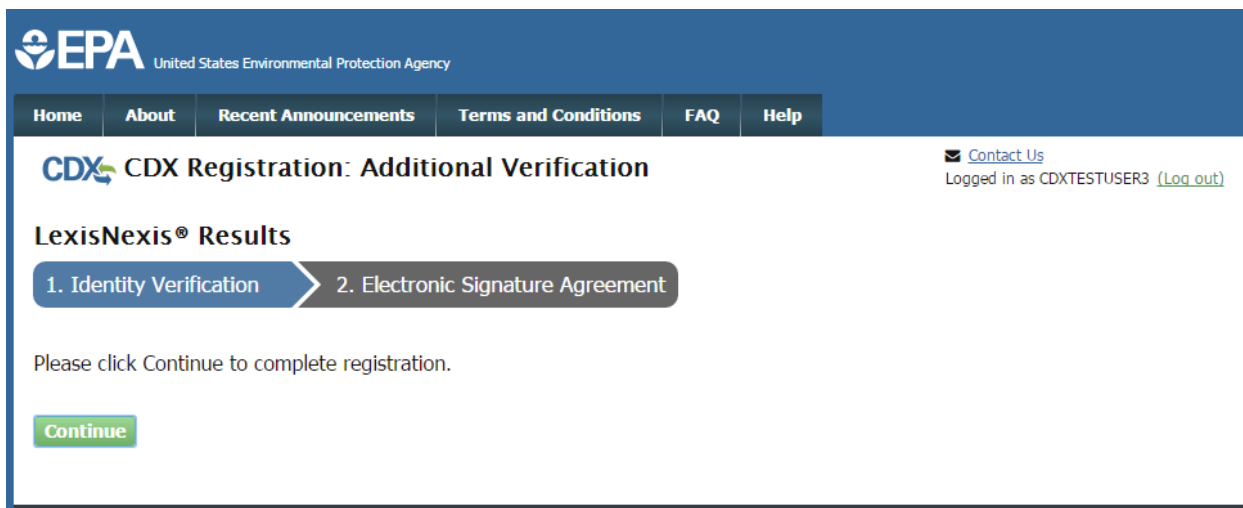 EPA United States Environmental Protection Agency
Home About Recent Announcements Terms and Conditions FAQ Help
CDX CDX Registration: Additional Verification
Contact Us
Logged in as CDXTESTUSER3 (Log out)
LexisNexis® Results
1. Identity Verification 2. Electronic Signature Agreement
Please click Continue to complete registration.
Continue